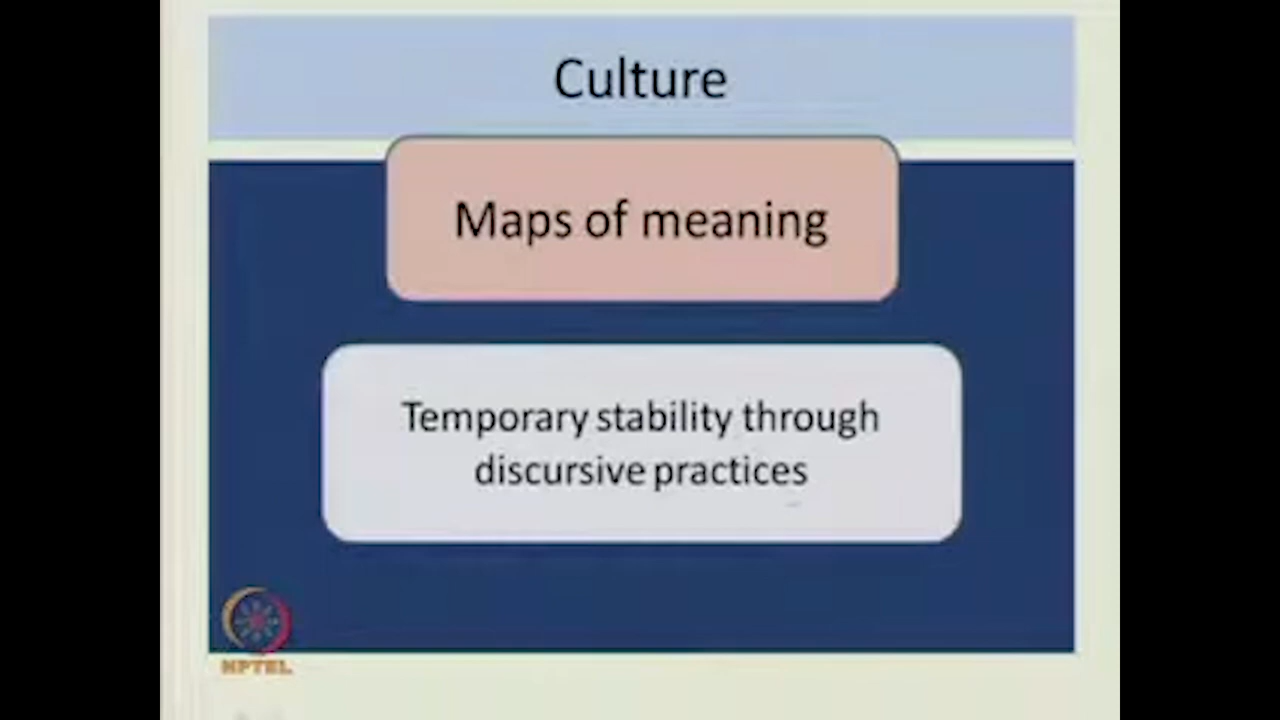 Culture
Maps of meaning
Temporary stability through
discursive practices
NPTEL